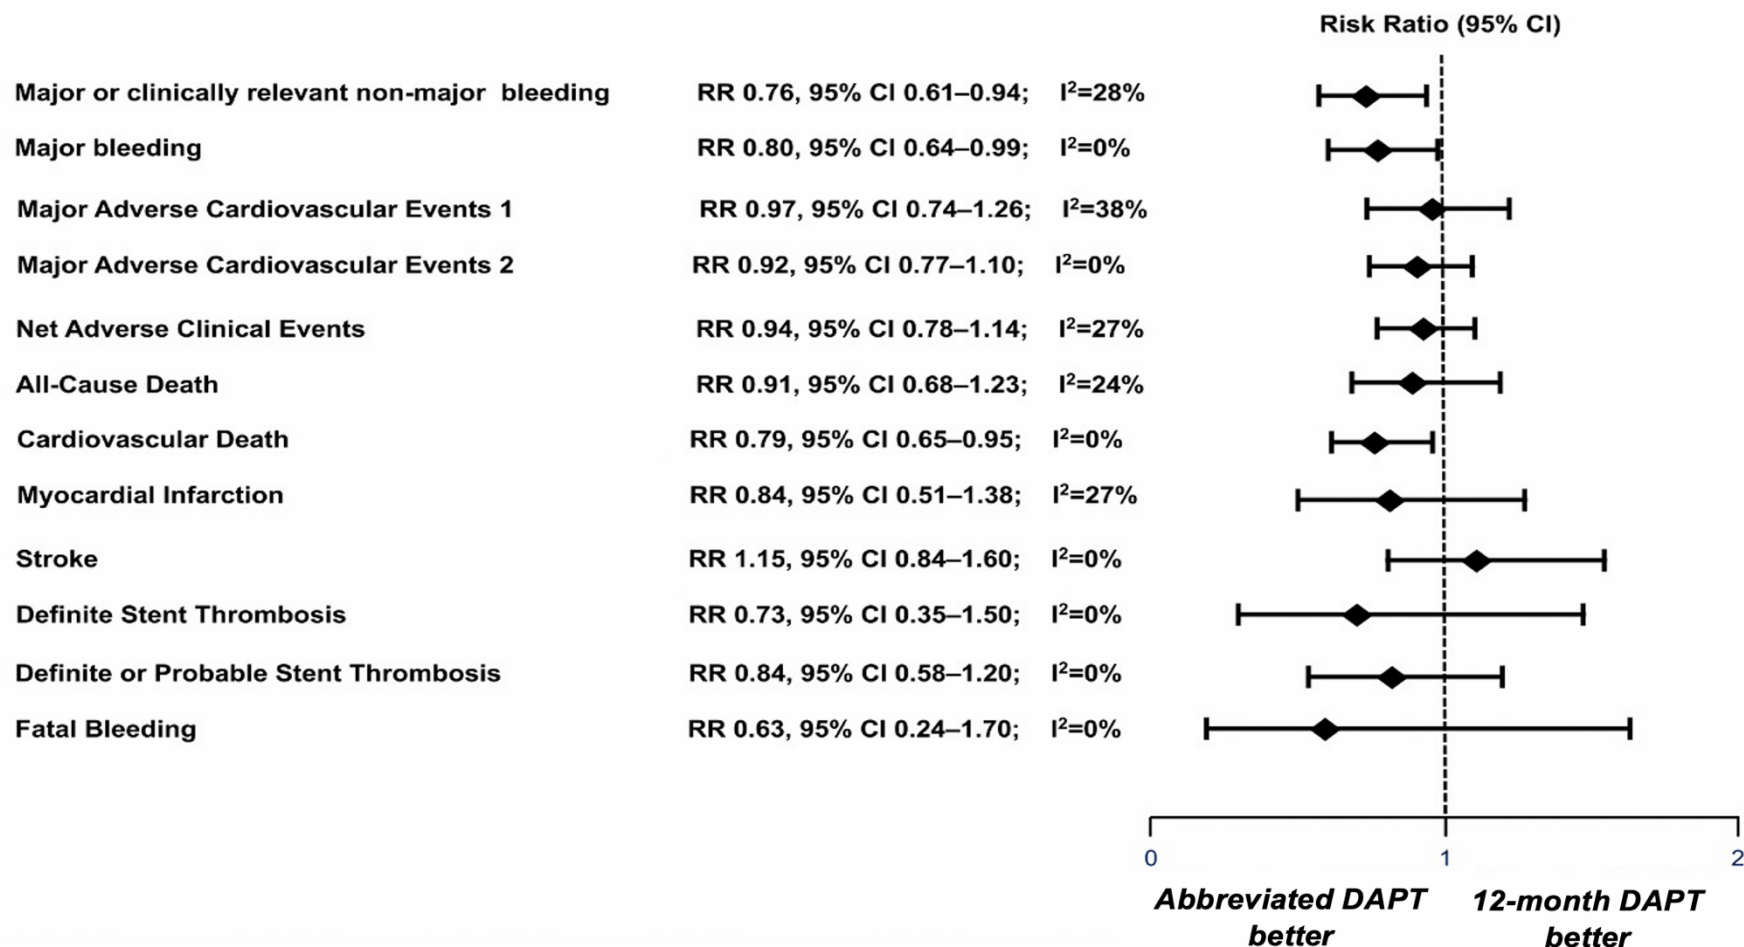 Risk Ratio (95% CI)
Major or clinically relevant non-major bleeding RR 0.76, 95% CI 0.61–0.94; I²=28%
Major bleeding RR 0.80, 95% CI 0.64–0.99; I²=0%
Major Adverse Cardiovascular Events 1 RR 0.97, 95% CI 0.74–1.26; I²=38%
Major Adverse Cardiovascular Events 2 RR 0.92, 95% CI 0.77–1.10; I²=0%
Net Adverse Clinical Events RR 0.94, 95% CI 0.78–1.14; I²=27%
All-Cause Death RR 0.91, 95% CI 0.68–1.23; I²=24%
Cardiovascular Death RR 0.79, 95% CI 0.65–0.95; I²=0%
Myocardial Infarction RR 0.84, 95% CI 0.51–1.38; I²=27%
Stroke RR 1.15, 95% CI 0.84–1.60; I²=0%
Definite Stent Thrombosis RR 0.73, 95% CI 0.35–1.50; I²=0%
Definite or Probable Stent Thrombosis RR 0.84, 95% CI 0.58–1.20; I²=0%
Fatal Bleeding RR 0.63, 95% CI 0.24–1.70; I²=0%
0 1 2
Abbreviated DAPT
better
12-month DAPT
better